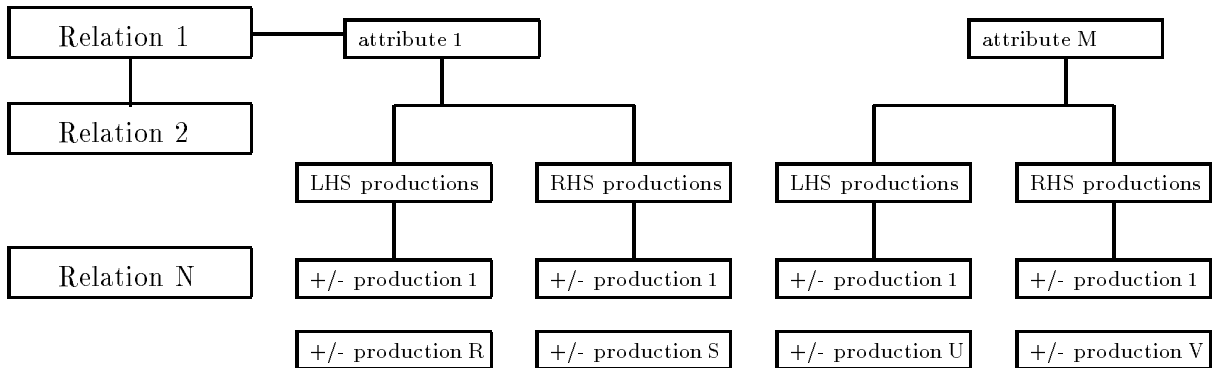 Relation 1
attribute 1
attribute M
Relation 2
LHS productions
RHS productions
LHS productions
RHS productions
Relation N
+/- production 1
+/- production 1
+/- production 1
+/- production 1
+/- production R
+/- production S
+/- production U
+/- production V